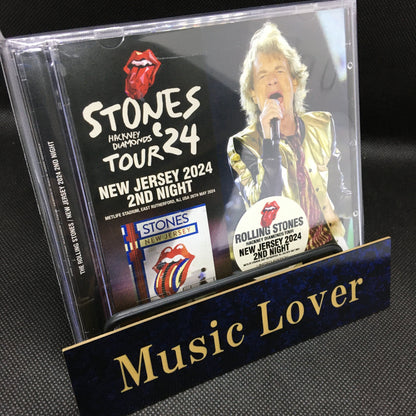 THE ROLLING STONES / NEW JERSEY 2024 2ND NIGHT
STONES
HACKNEY
DIAMONDS
TOUR '24
NEW JERSEY 2024
2ND NIGHT
METLIFE STADIUM, EAST RUTHERFORD, NJ, USA 26TH MAY 2024
STONES
NEW JERSEY
ROLLING STONES
HACKNEY DIAMONDS TOUR
NEW JERSEY 2024
2ND NIGHT
Music Lover